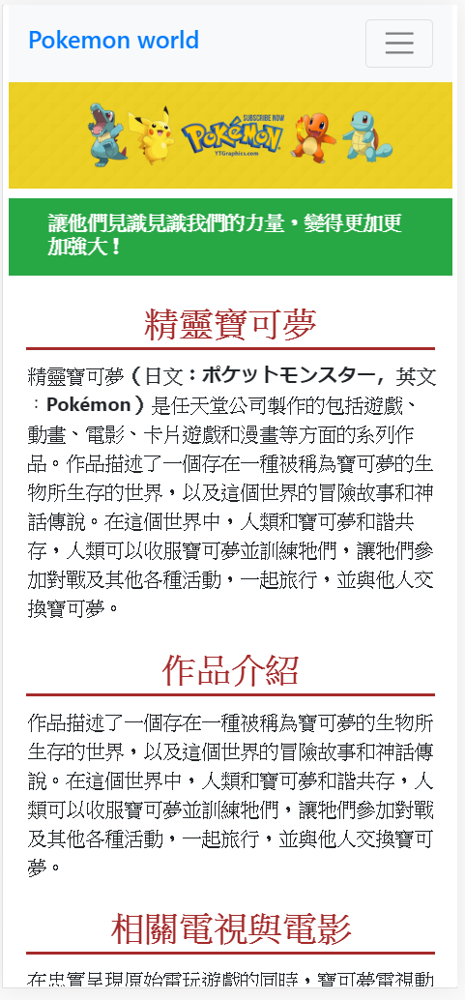 Pokemon world
SUBSCRIBE NOW
POKéMON
YTGraphics.com
讓他們見識見識我們的力量，變得更加更
加強大！
精靈寶可夢
精靈寶可夢（日文：ポケットモンスター，英文
：Pokémon）是任天堂公司製作的包括遊戲、
動畫、電影、卡片遊戲和漫畫等方面的系列作
品。作品描述了一個存在一種被稱為寶可夢的生
物所生存的世界，以及這個世界的冒險故事和神
話傳說。在這個世界中，人類和寶可夢和諧共
存，人類可以收服寶可夢並訓練牠們，讓牠們參
加對戰及其他各種活動，一起旅行，並與他人交
換寶可夢。
作品介紹
作品描述了一個存在一種被稱為寶可夢的生物所
生存的世界，以及這個世界的冒險故事和神話傳
說。在這個世界中，人類和寶可夢和諧共存，人
類可以收服寶可夢並訓練牠們，讓牠們參加對戰
及其他各種活動，一起旅行，並與他人交換寶可
夢。
相關電視與電影
在忠實呈現原始電玩遊戲的同時，寶可夢電視動